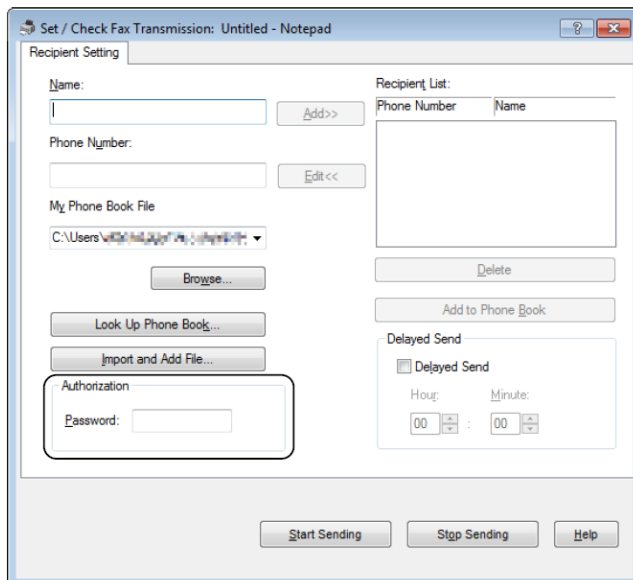 Set / Check Fax Transmission: Untitled - Notepad
Recipient Setting
Name:
Add>>
Phone Number:
Edit<<
My Phone Book File
C:\Users\
Browse...
Look Up Phone Book...
Import and Add File...
Authorization
Password:
Recipient List:
Phone Number Name
Delete
Add to Phone Book
Delayed Send
Delayed Send
Hour: Minute:
00 : 00
Start Sending Stop Sending Help